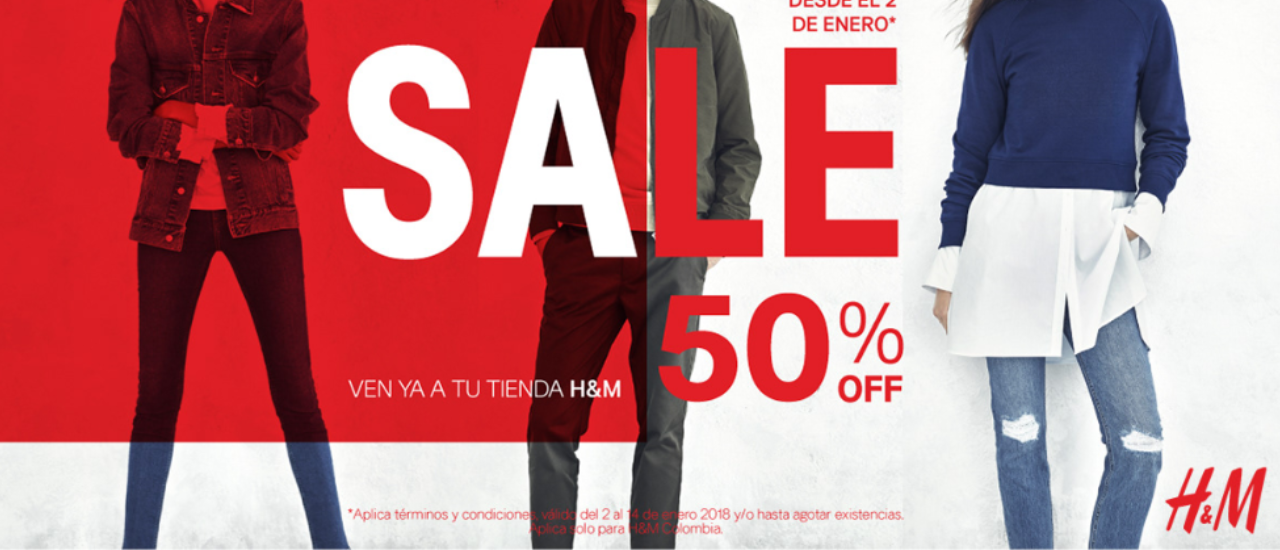 DESDE EL 2
DE ENERO*
SALE
50%
OFF
VEN YA A TU TIENDA H&M
*Aplica términos y condiciones, válido del 2 al 14 de enero 2018 y/o hasta agotar existencias.
Aplica solo para H&M Colombia.
H&M